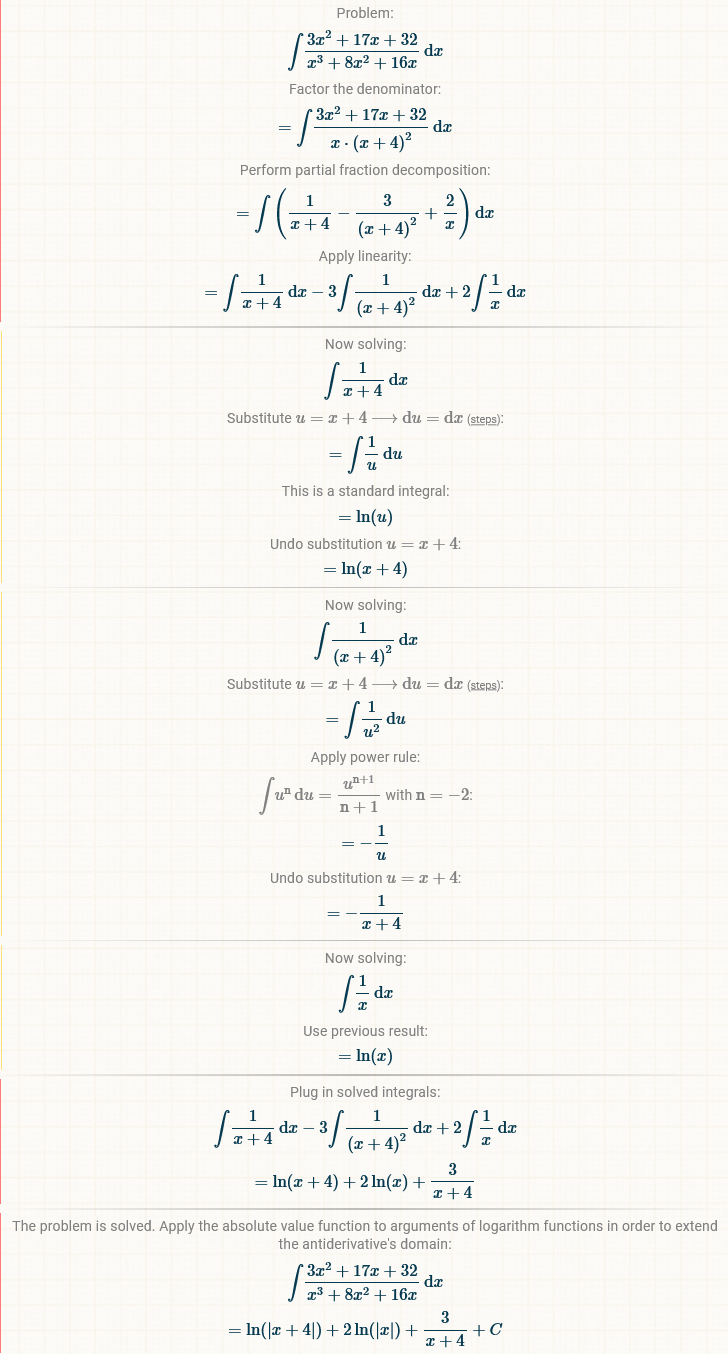 Problem:
∫ (3x² + 17x + 32)/(x³ + 8x² + 16x) dx
Factor the denominator:
= ∫ (3x² + 17x + 32)/(x · (x + 4)²) dx
Perform partial fraction decomposition:
= ∫ (1/(x + 4) − 3/(x + 4)² + 2/x) dx
Apply linearity:
= ∫ 1/(x + 4) dx − 3 ∫ 1/(x + 4)² dx + 2 ∫ 1/x dx
Now solving:
∫ 1/(x + 4) dx
Substitute u = x + 4 ⟶ du = dx (steps):
= ∫ 1/u du
This is a standard integral:
= ln(u)
Undo substitution u = x + 4:
= ln(x + 4)
Now solving:
∫ 1/(x + 4)² dx
Substitute u = x + 4 ⟶ du = dx (steps):
= ∫ 1/u² du
Apply power rule:
∫ uⁿ du = uⁿ⁺¹/(n + 1) with n = −2:
= −1/u
Undo substitution u = x + 4:
= −1/(x + 4)
Now solving:
∫ 1/x dx
Use previous result:
= ln(x)
Plug in solved integrals:
∫ 1/(x + 4) dx − 3 ∫ 1/(x + 4)² dx + 2 ∫ 1/x dx
= ln(x + 4) + 2 ln(x) + 3/(x + 4)
The problem is solved. Apply the absolute value function to arguments of logarithm functions in order to extend
the antiderivative's domain:
∫ (3x² + 17x + 32)/(x³ + 8x² + 16x) dx
= ln(|x + 4|) + 2 ln(|x|) + 3/(x + 4) + C